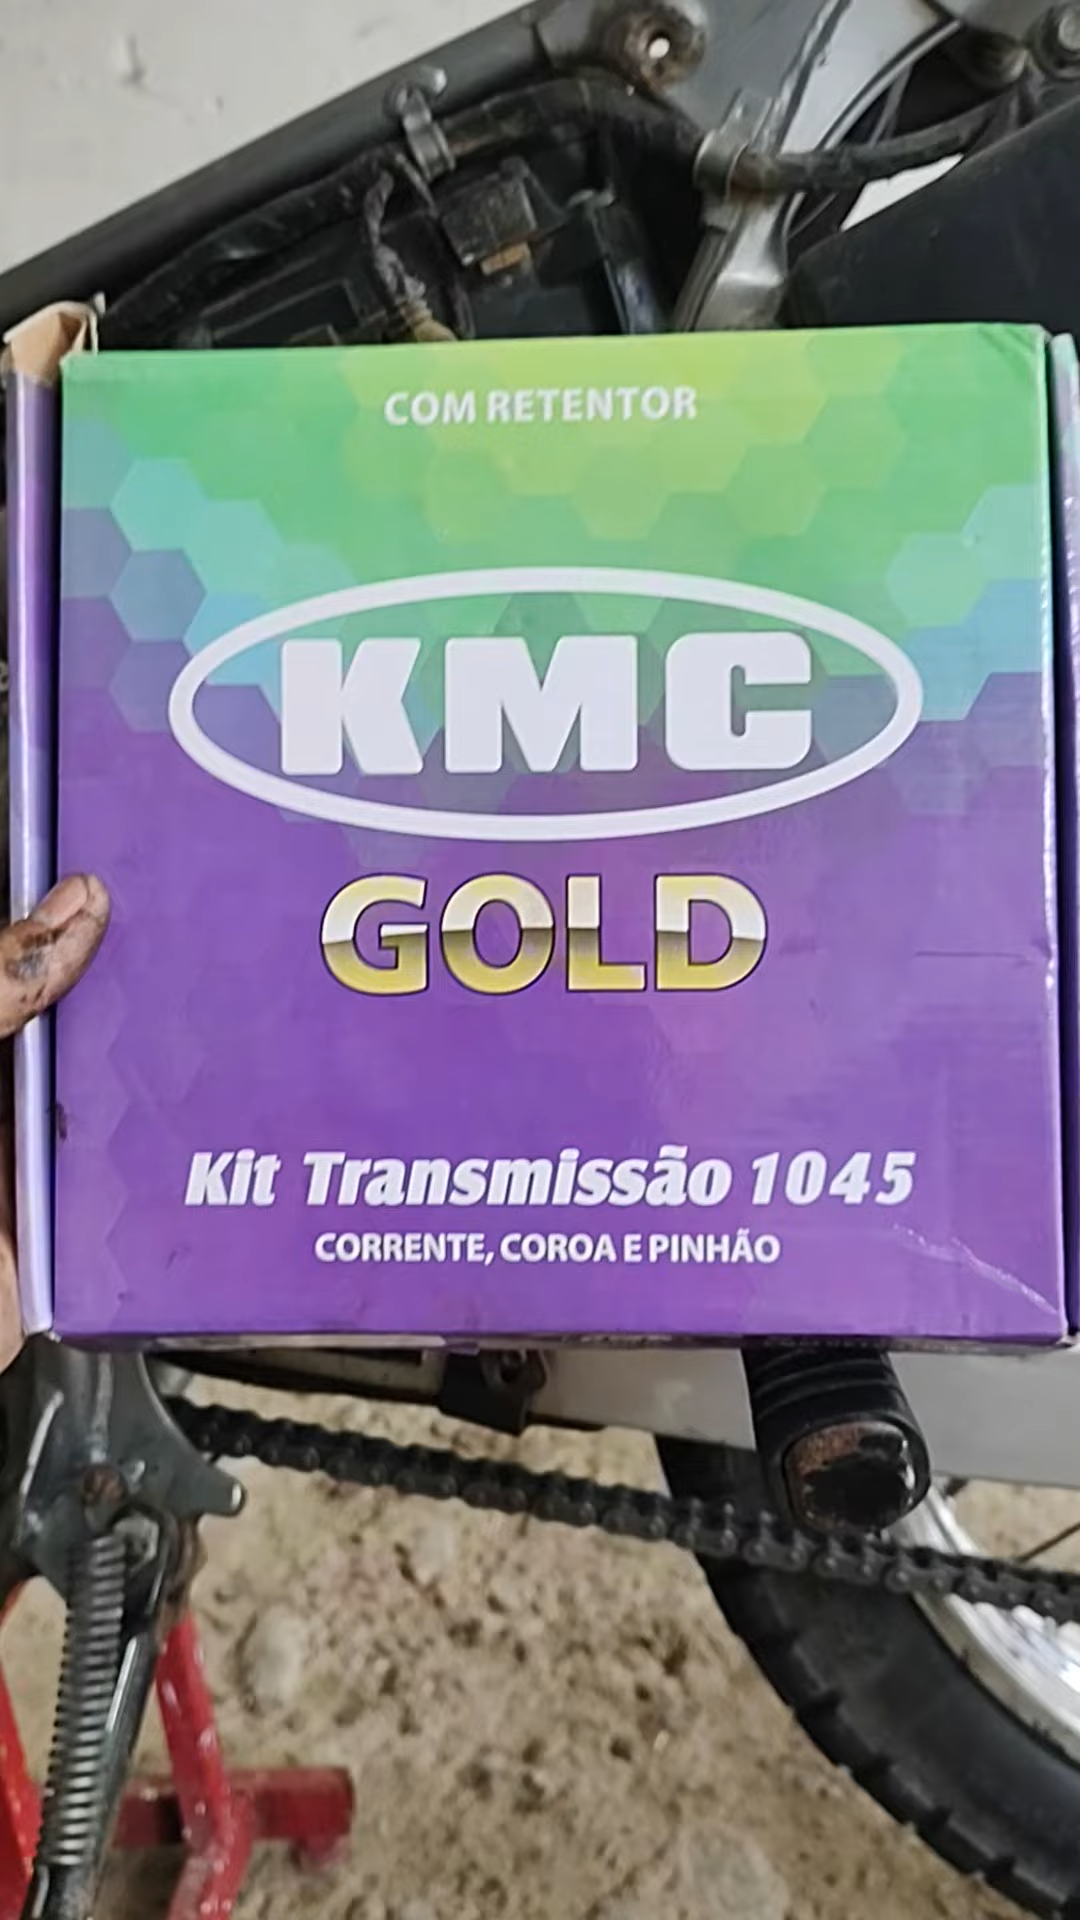 COM RETENTOR
KMC
GOLD
Kit Transmissão 1045
CORRENTE, COROA E PINHÃO